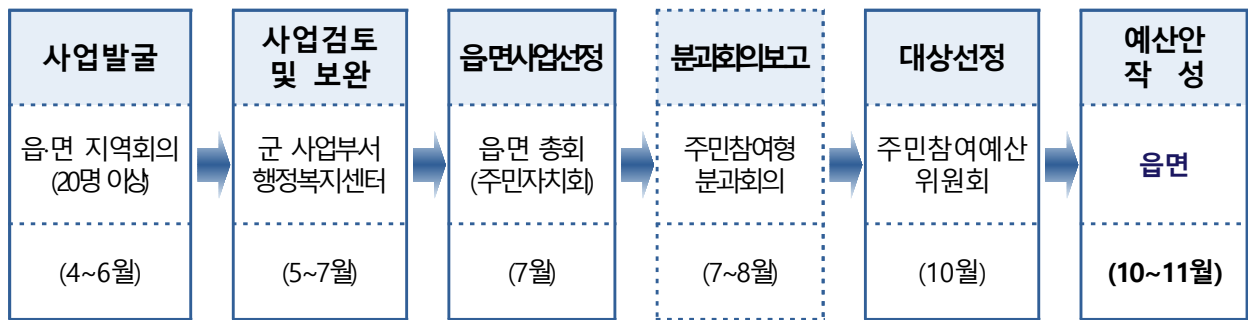 사업발굴
읍·면 지역회의
(20명 이상)
(4~6월)
사업검토
및 보완
군 사업부서
행정복지센터
(5~7월)
읍·면사업선정
읍·면 총회
(주민자치회)
(7월)
분과회의보고
주민참여형
분과회의
(7~8월)
대상선정
주민참여예산
위원회
(10월)
예산안
작 성
읍면
(10~11월)